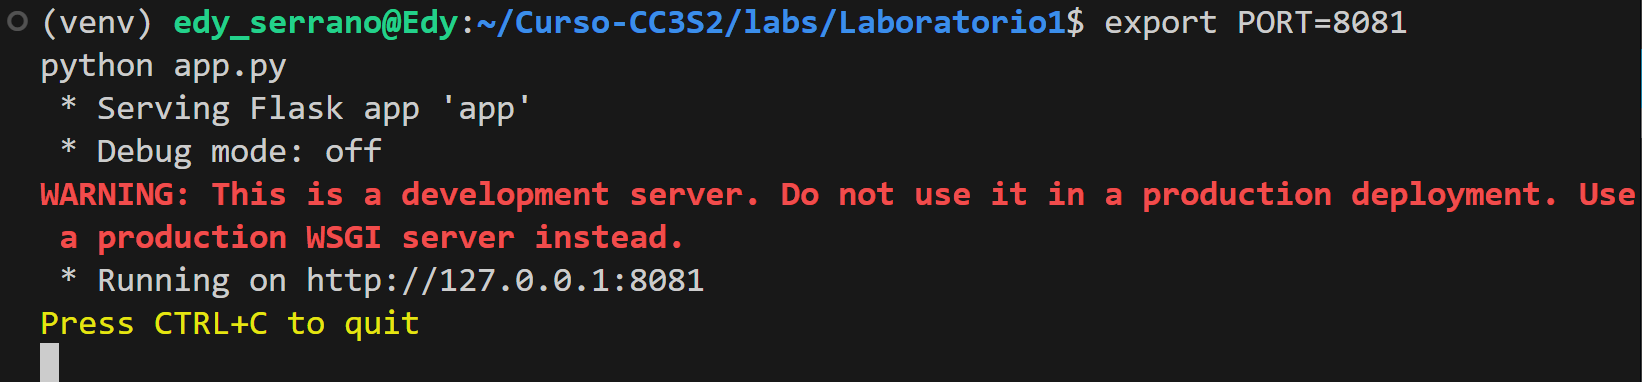 (venv) edy_serrano@Edy:~/Curso-CC3S2/labs/Laboratorio1$ export PORT=8081
python app.py
 * Serving Flask app 'app'
 * Debug mode: off
WARNING: This is a development server. Do not use it in a production deployment. Use
 a production WSGI server instead.
 * Running on http://127.0.0.1:8081
Press CTRL+C to quit